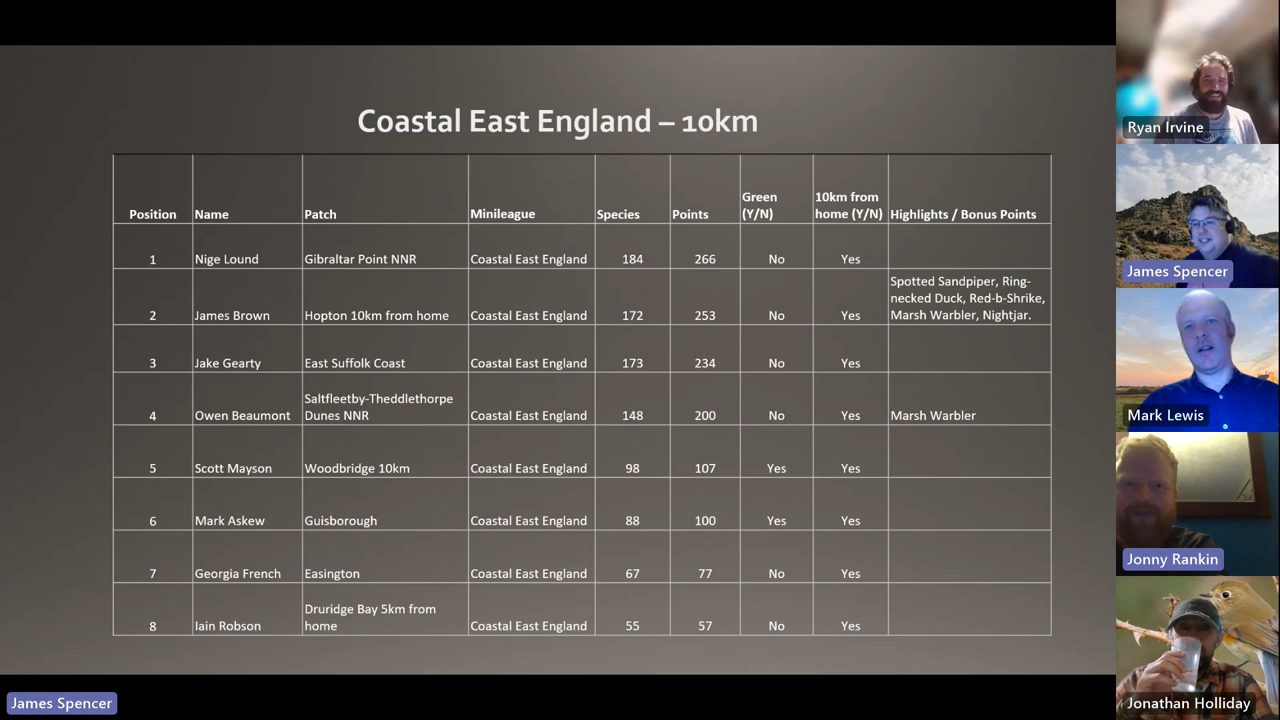 Coastal East England – 10km
Position Name Patch Minileague Species Points Green (Y/N) 10km from home (Y/N) Highlights / Bonus Points
1 Nige Lound Gibraltar Point NNR Coastal East England 184 266 No Yes
2 James Brown Hopton 10km from home Coastal East England 172 253 No Yes Spotted Sandpiper, Ring-necked Duck, Red-b-Shrike, Marsh Warbler, Nightjar.
3 Jake Gearty East Suffolk Coast Coastal East England 173 234 No Yes
4 Owen Beaumont Saltfleetby-Theddlethorpe Dunes NNR Coastal East England 148 200 No Yes Marsh Warbler
5 Scott Mayson Woodbridge 10km Coastal East England 98 107 Yes Yes
6 Mark Askew Guisborough Coastal East England 88 100 Yes Yes
7 Georgia French Easington Coastal East England 67 77 No Yes
8 Iain Robson Druridge Bay 5km from home Coastal East England 55 57 No Yes
James Spencer
Ryan Irvine
James Spencer
Mark Lewis
Jonny Rankin
Jonathan Holliday